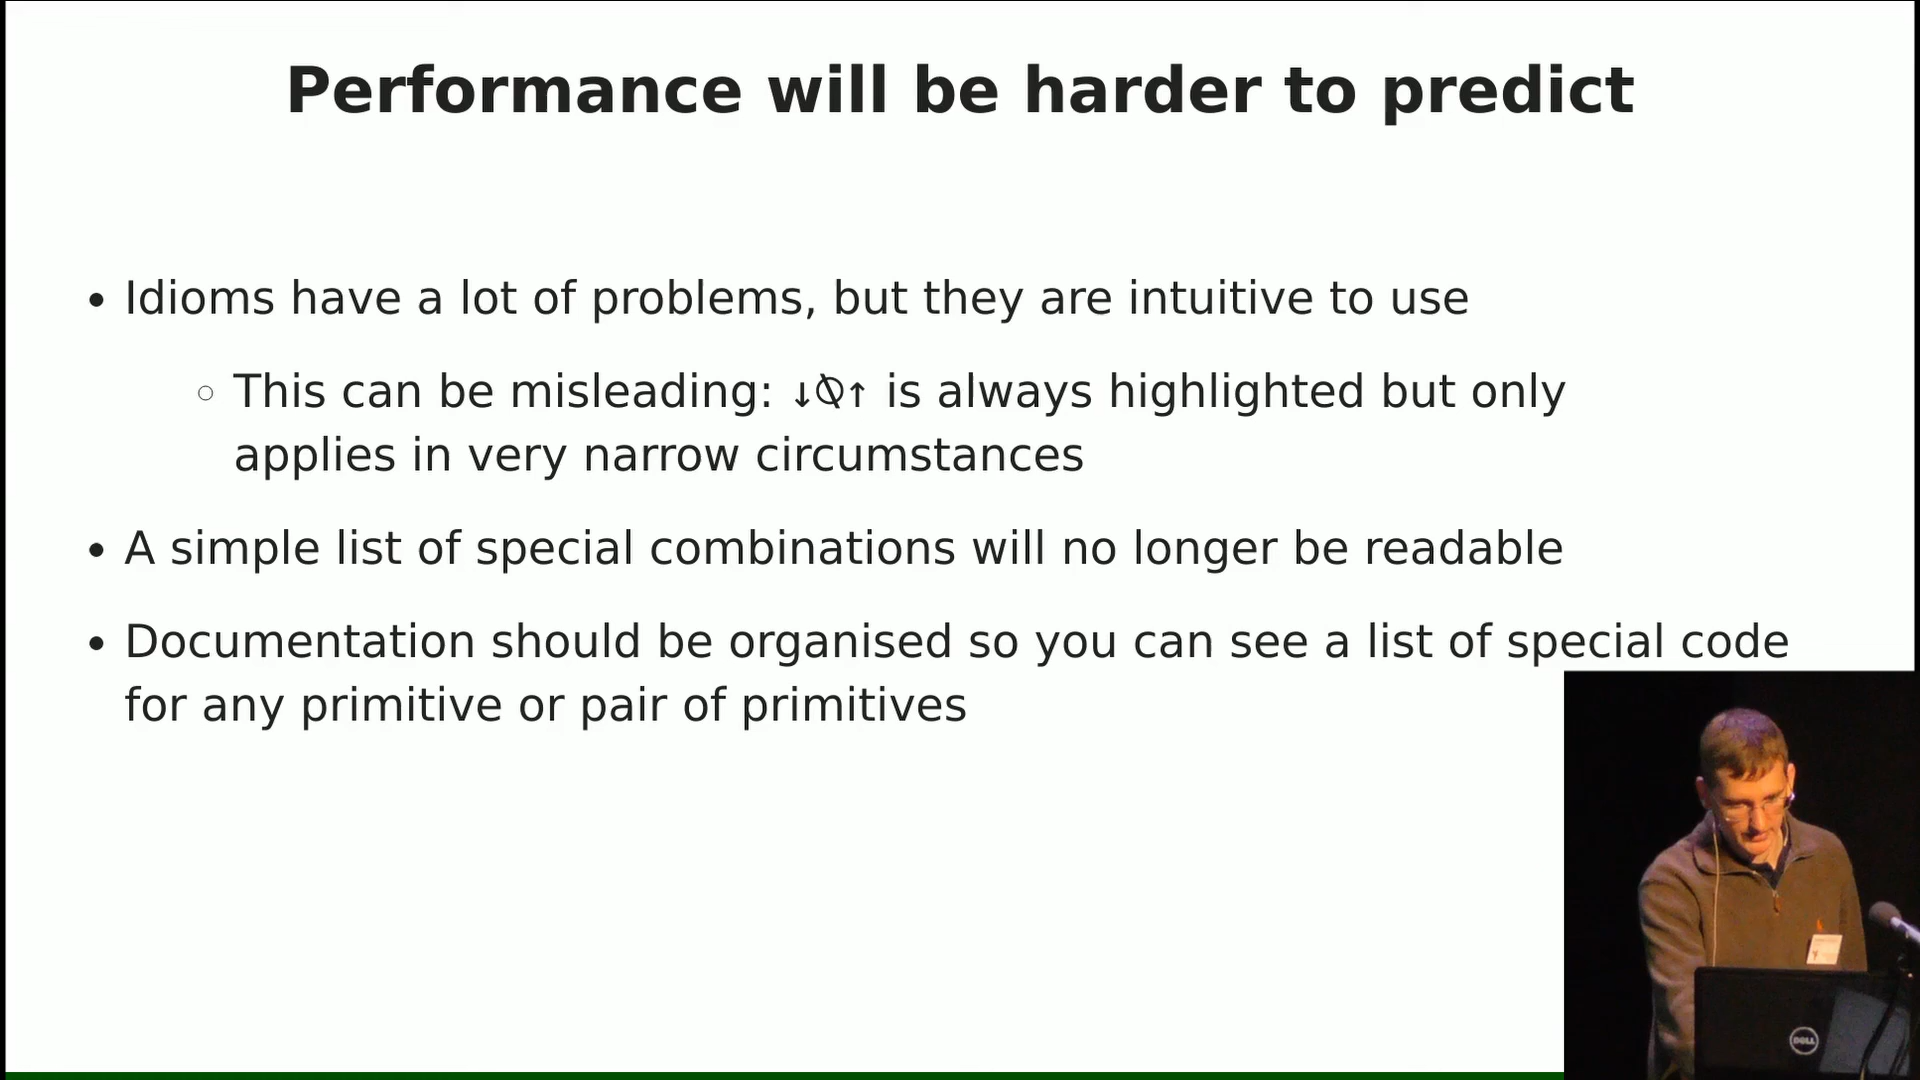 Performance will be harder to predict
• Idioms have a lot of problems, but they are intuitive to use
○ This can be misleading: ↓⍉↑ is always highlighted but only
applies in very narrow circumstances
• A simple list of special combinations will no longer be readable
• Documentation should be organised so you can see a list of special code
for any primitive or pair of primitives
DELL